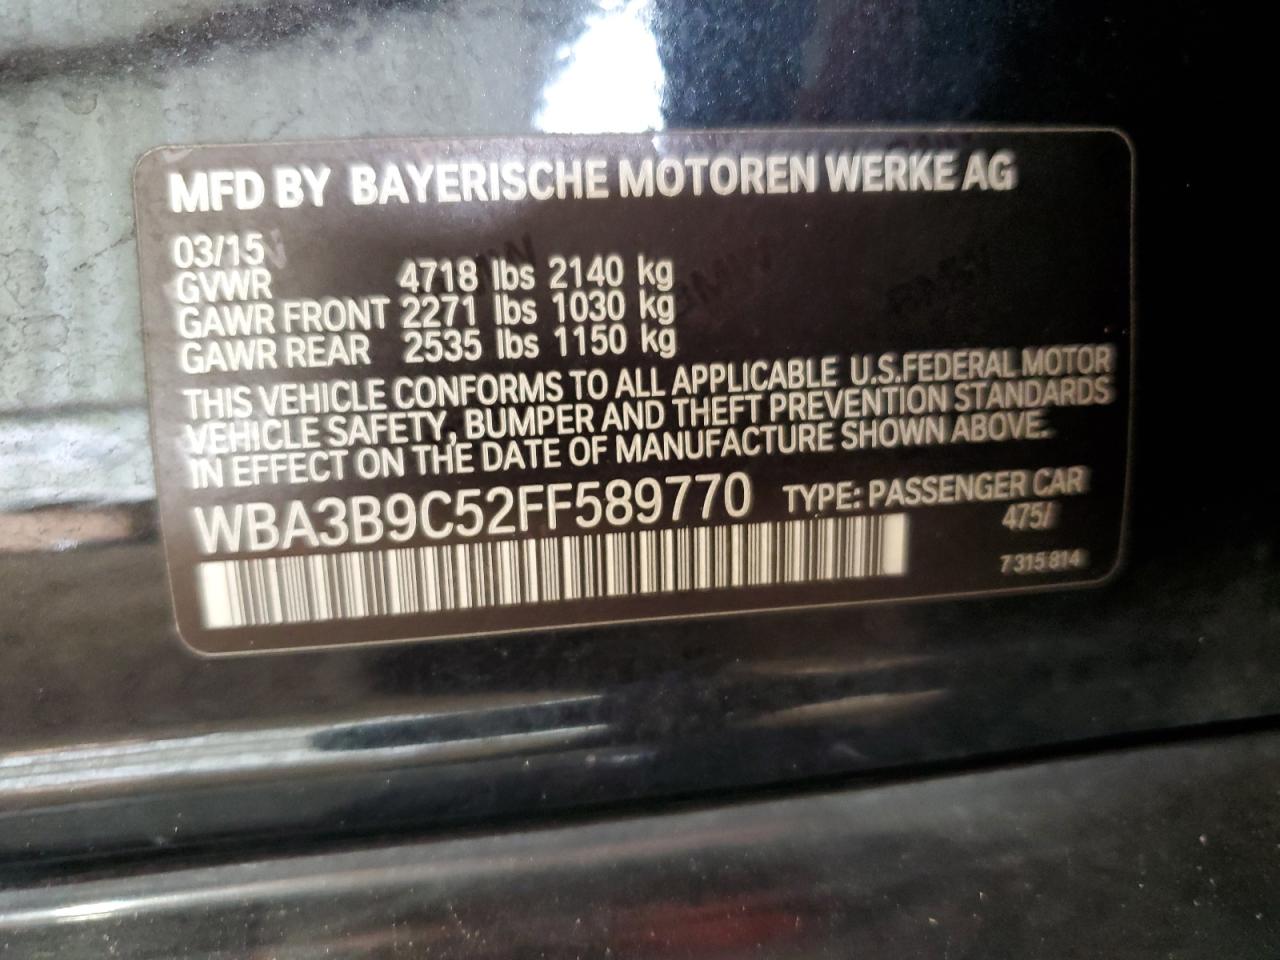 MFD BY BAYERISCHE MOTOREN WERKE AG
03/15
GVWR 4718 lbs 2140 kg
GAWR FRONT 2271 lbs 1030 kg
GAWR REAR 2535 lbs 1150 kg
THIS VEHICLE CONFORMS TO ALL APPLICABLE U.S.FEDERAL MOTOR
VEHICLE SAFETY, BUMPER AND THEFT PREVENTION STANDARDS
IN EFFECT ON THE DATE OF MANUFACTURE SHOWN ABOVE.
WBA3B9C52FF589770 TYPE: PASSENGER CAR
475/
7 315 814